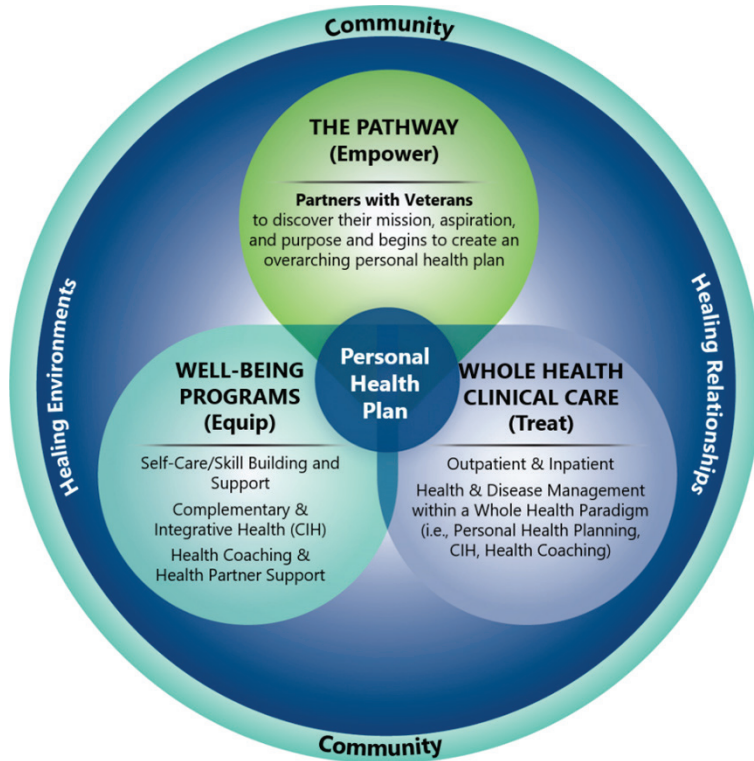 Community
THE PATHWAY
(Empower)
Partners with Veterans
to discover their mission, aspiration,
and purpose and begins to create an
overarching personal health plan
Healing Environments
Healing Relationships
Personal
Health
Plan
WELL-BEING
PROGRAMS
(Equip)
Self-Care/Skill Building and
Support
Complementary &
Integrative Health (CIH)
Health Coaching &
Health Partner Support
WHOLE HEALTH
CLINICAL CARE
(Treat)
Outpatient & Inpatient
Health & Disease Management
within a Whole Health Paradigm
(i.e., Personal Health Planning,
CIH, Health Coaching)
Community